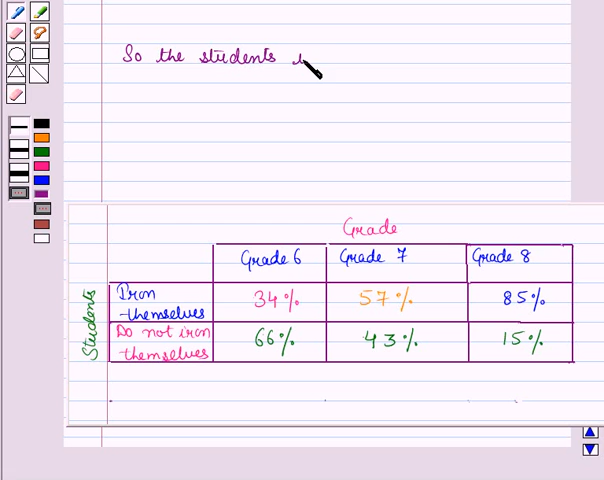 So the students i
Grade
Grade 6 Grade 7 Grade 8
Students
Iron themselves 34% 57% 85%
Do not iron themselves 66% 43% 15%